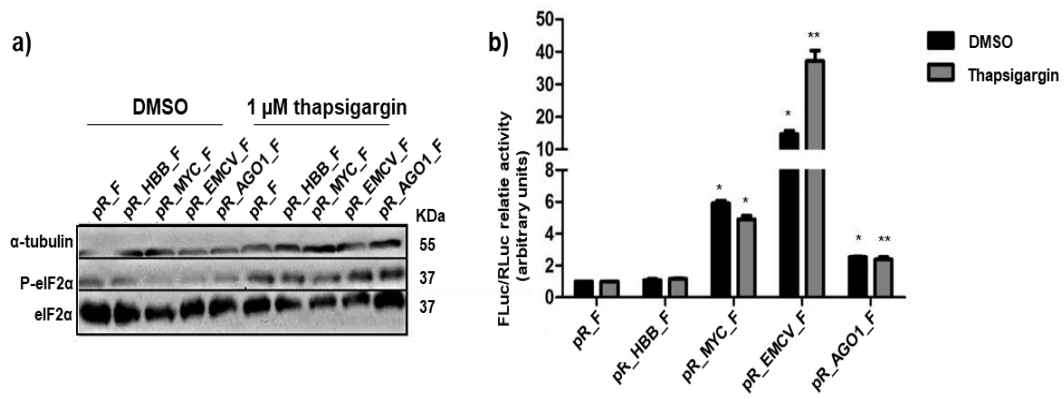 a)
DMSO
1 µM thapsigargin
pR_F
pR_HBB_F
pR_MYC_F
pR_EMCV_F
pR_AGO1_F
pR_F
pR_HBB_F
pR_MYC_F
pR_EMCV_F
pR_AGO1_F
KDa
α-tubulin
55
P-eIF2α
37
eIF2α
37
b)
FLuc/RLuc relatie activity
(arbitrary units)
50
40
30
20
10
8
6
4
2
0
*
*
*
**
*
**
pR_F
pR_HBB_F
pR_MYC_F
pR_EMCV_F
pR_AGO1_F
DMSO
Thapsigargin